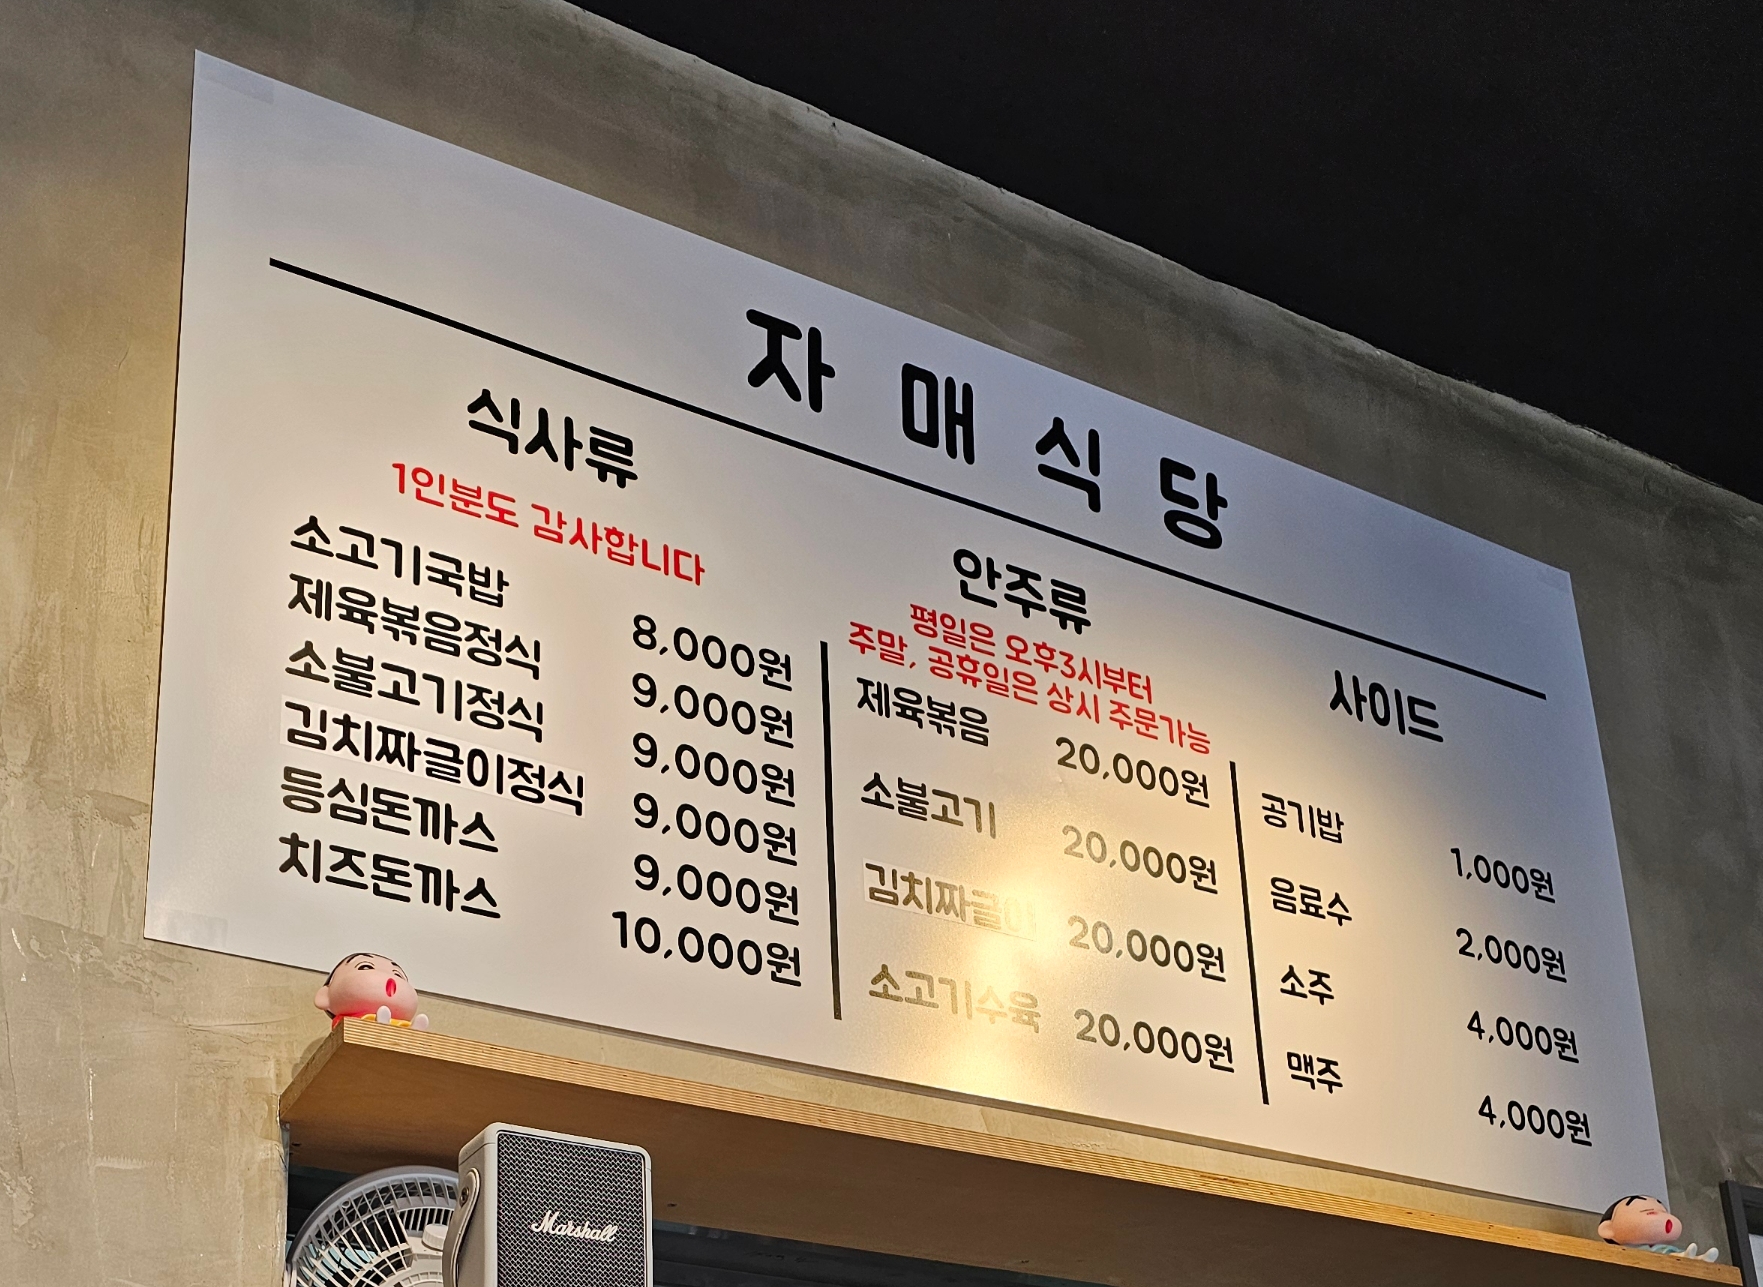 자매식당
식사류
1인분도 감사합니다
소고기국밥 8,000원
제육볶음정식 9,000원
소불고기정식 9,000원
김치짜글이정식 9,000원
등심돈까스 9,000원
치즈돈까스 10,000원
안주류
평일은 오후3시부터
주말, 공휴일은 상시 주문가능
제육볶음 20,000원
소불고기 20,000원
김치짜글이 20,000원
소고기수육 20,000원
사이드
공기밥 1,000원
음료수 2,000원
소주 4,000원
맥주 4,000원
Marshall